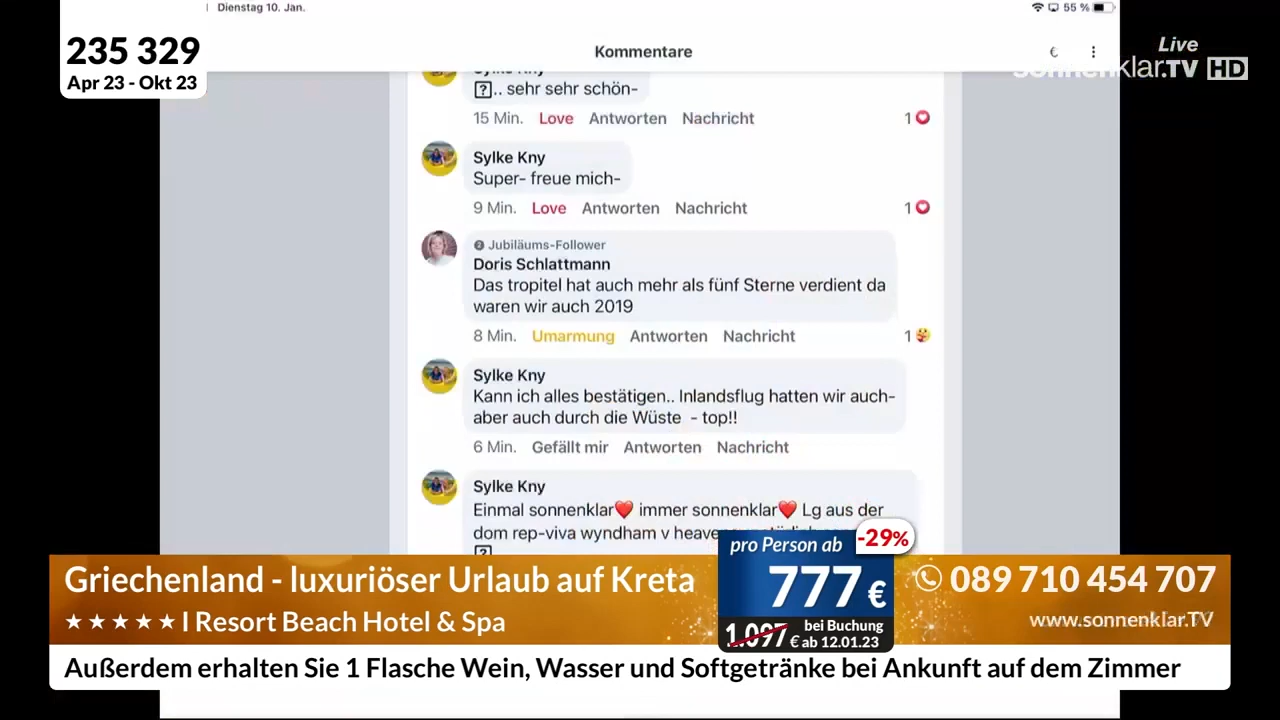 Dienstag 10. Jan.
55 %
235 329
Apr 23 - Okt 23
Kommentare
€
Live
sonnenklar.TV HD
Sylke Kny
.. sehr sehr schön-
15 Min. Love Antworten Nachricht 1
Sylke Kny
Super- freue mich-
9 Min. Love Antworten Nachricht 1
Jubiläums-Follower
Doris Schlattmann
Das tropitel hat auch mehr als fünf Sterne verdient da
waren wir auch 2019
8 Min. Umarmung Antworten Nachricht 1
Sylke Kny
Kann ich alles bestätigen.. Inlandsflug hatten wir auch-
aber auch durch die Wüste - top!!
6 Min. Gefällt mir Antworten Nachricht
Sylke Kny
Einmal sonnenklar❤️ immer sonnenklar❤️ Lg aus der
dom rep-viva wyndham v
Griechenland - luxuriöser Urlaub auf Kreta
★★★★★ I Resort Beach Hotel & Spa
pro Person ab
-29%
777 €
1.097 € bei Buchung
ab 12.01.23
089 710 454 707
www.sonnenklar.TV
Außerdem erhalten Sie 1 Flasche Wein, Wasser und Softgetränke bei Ankunft auf dem Zimmer